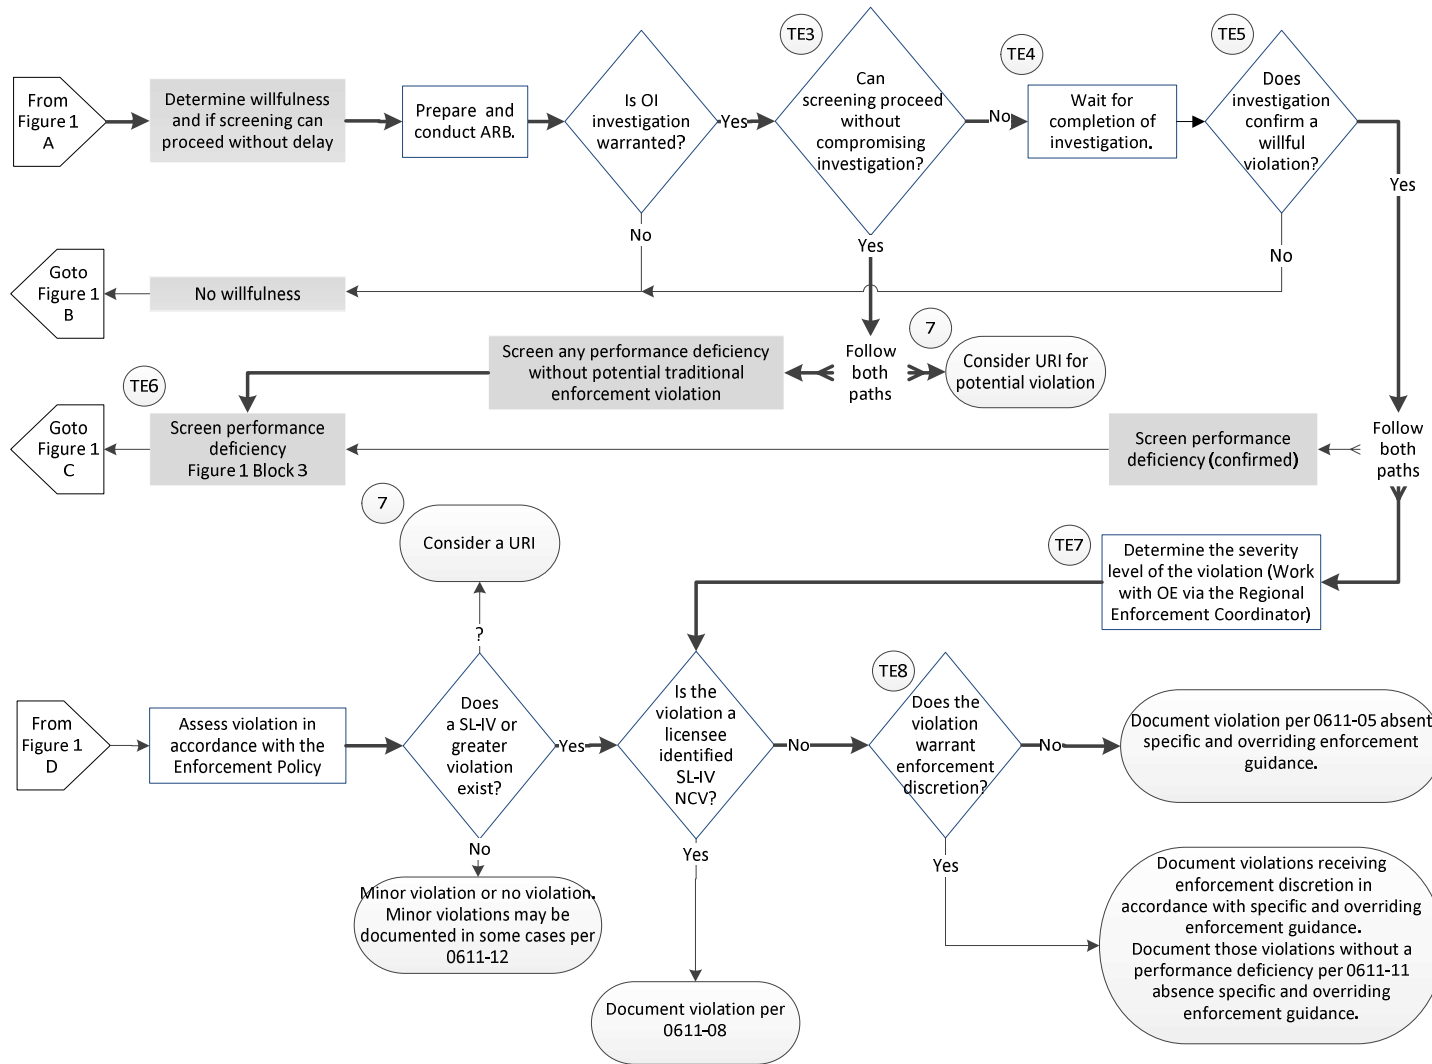 From
Figure 1
A
Determine willfulness
and if screening can
proceed without delay
Prepare and
conduct ARB.
Is OI
investigation
warranted?
Yes
TE3
Can
screening proceed
without
compromising
investigation?
No
TE4
Wait for
completion of
investigation.
TE5
Does
investigation
confirm a
willful
violation?
Yes
No
Yes
No
Goto
Figure 1
B
No willfulness
7
Screen any performance deficiency
without potential traditional
enforcement violation
Follow
both
paths
Consider URI for
potential violation
TE6
Goto
Figure 1
C
Screen performance
deficiency
Figure 1 Block 3
Screen performance
deficiency (confirmed)
Follow
both
paths
7
Consider a URI
TE7
Determine the severity
level of the violation (Work
with OE via the Regional
Enforcement Coordinator)
?
From
Figure 1
D
Assess violation in
accordance with the
Enforcement Policy
Does
a SL-IV or
greater
violation
exist?
Yes
Is the
violation a
licensee
identified
SL-IV
NCV?
No
TE8
Does the
violation
warrant
enforcement
discretion?
No
Document violation per 0611-05 absent
specific and overriding enforcement
guidance.
No
Minor violation or no violation.
Minor violations may be
documented in some cases per
0611-12
Yes
Document violation per
0611-08
Yes
Document violations receiving
enforcement discretion in
accordance with specific and overriding
enforcement guidance.
Document those violations without a
performance deficiency per 0611-11
absence specific and overriding
enforcement guidance.